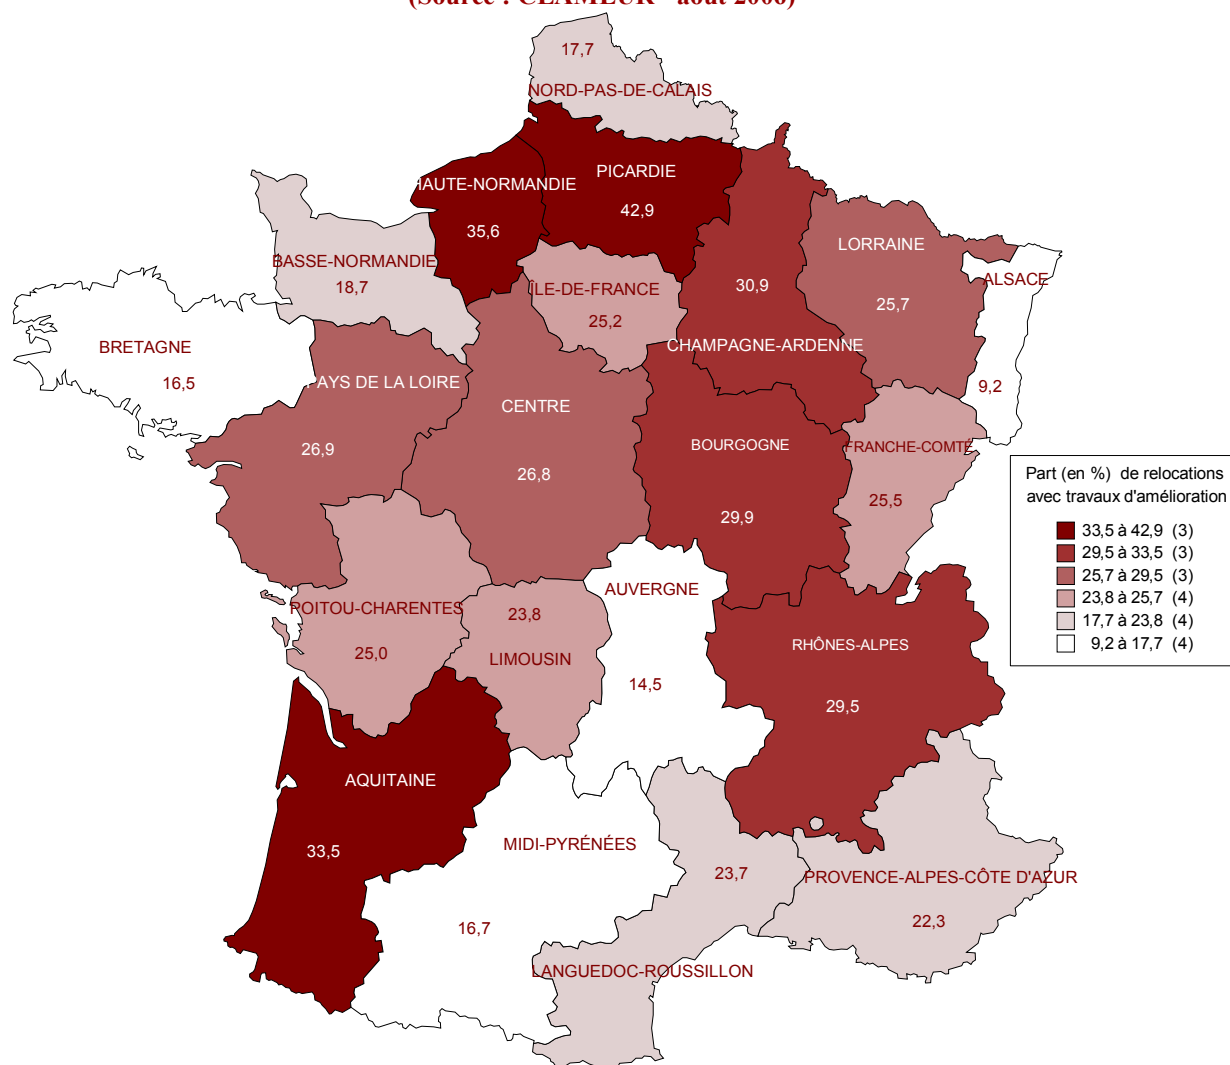 (Source : CLAMEUR - août 2006)
17,7
NORD-PAS-DE-CALAIS
PICARDIE
42,9
HAUTE-NORMANDIE
35,6
BASSE-NORMANDIE
18,7
ÎLE-DE-FRANCE
25,2
30,9
CHAMPAGNE-ARDENNE
LORRAINE
25,7
ALSACE
9,2
BRETAGNE
16,5
PAYS DE LA LOIRE
26,9
CENTRE
26,8
BOURGOGNE
29,9
FRANCHE-COMTÉ
25,5
Part (en %) de relocations
avec travaux d'amélioration
33,5 à 42,9 (3)
29,5 à 33,5 (3)
25,7 à 29,5 (3)
23,8 à 25,7 (4)
17,7 à 23,8 (4)
9,2 à 17,7 (4)
POITOU-CHARENTES
25,0
23,8
LIMOUSIN
AUVERGNE
14,5
RHÔNES-ALPES
29,5
AQUITAINE
33,5
MIDI-PYRÉNÉES
16,7
23,7
LANGUEDOC-ROUSSILLON
PROVENCE-ALPES-CÔTE D'AZUR
22,3